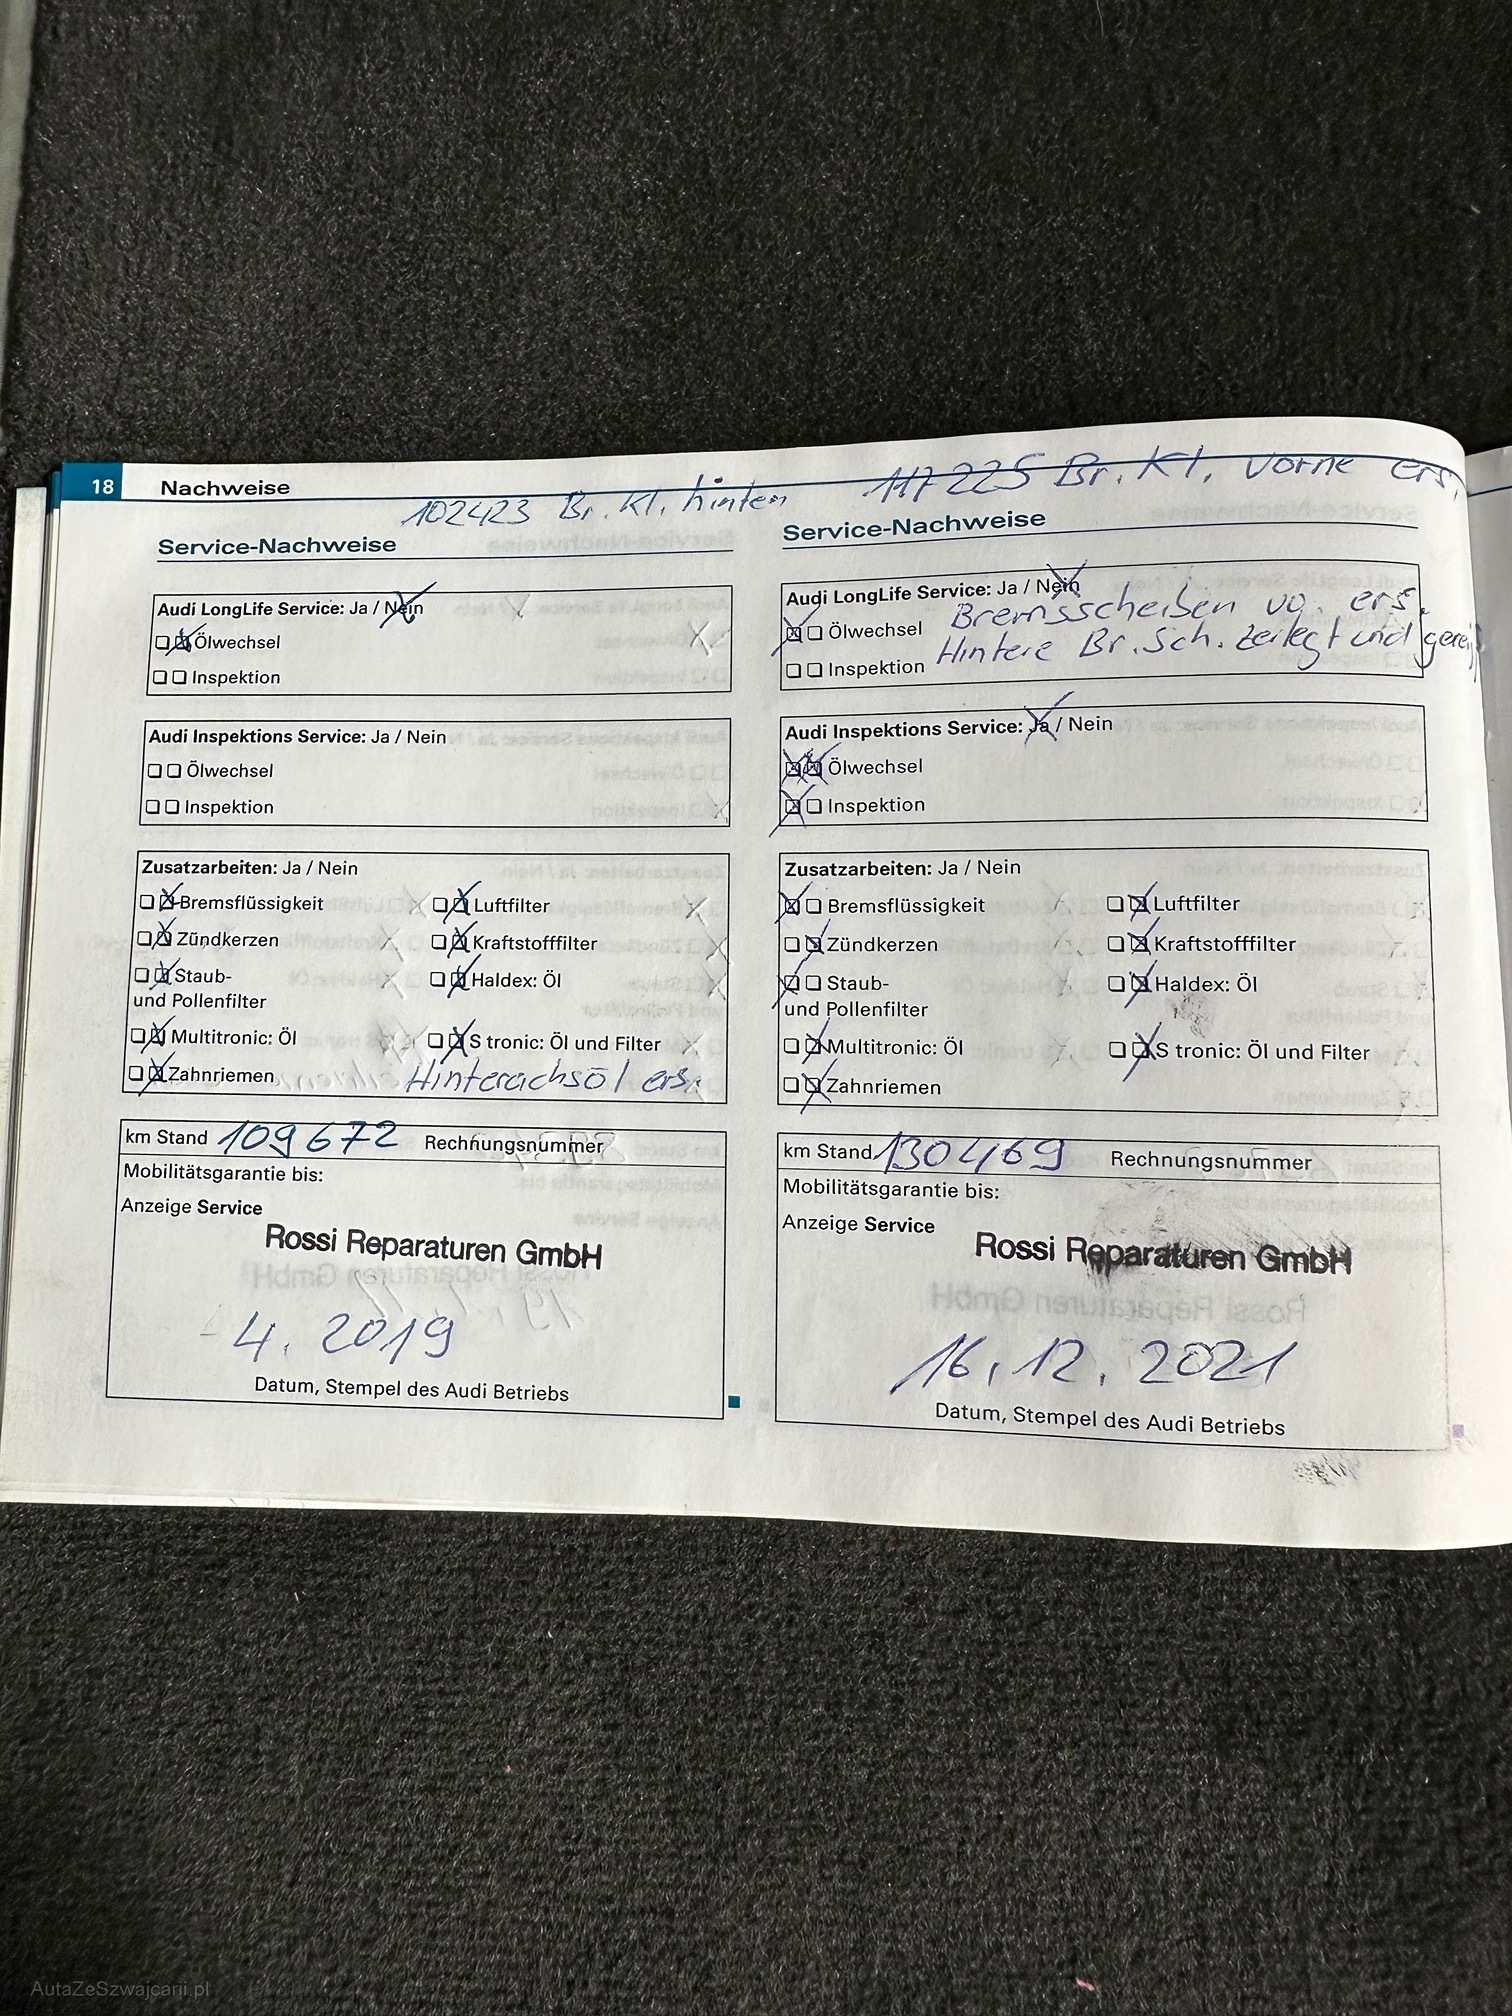 18 Nachweise
102423 Br. Kl. hinten
117225 Br. Kl. vorne ers.
Service-Nachweise
Audi LongLife Service: Ja / Nein
Ölwechsel
Inspektion
Audi Inspektions Service: Ja / Nein
Ölwechsel
Inspektion
Zusatzarbeiten: Ja / Nein
Bremsflüssigkeit Luftfilter
Zündkerzen Kraftstofffilter
Staub- Haldex: Öl
und Pollenfilter
Multitronic: Öl S tronic: Öl und Filter
Zahnriemen Hinterachsöl ers.
km Stand 109672 Rechnungsnummer
Mobilitätsgarantie bis:
Anzeige Service
Rossi Reparaturen GmbH
4. 2019
Datum, Stempel des Audi Betriebs
Service-Nachweise
Audi LongLife Service: Ja / Nein
Bremsscheiben vo. ers.
Ölwechsel
Hintere Br. Sch. zerlegt und
Inspektion
Audi Inspektions Service: Ja / Nein
Ölwechsel
Inspektion
Zusatzarbeiten: Ja / Nein
Bremsflüssigkeit Luftfilter
Zündkerzen Kraftstofffilter
Staub- Haldex: Öl
und Pollenfilter
Multitronic: Öl S tronic: Öl und Filter
Zahnriemen
km Stand 130469 Rechnungsnummer
Mobilitätsgarantie bis:
Anzeige Service
Rossi Reparaturen GmbH
16. 12. 2021
Datum, Stempel des Audi Betriebs
AutaZeSzwajcarii.pl